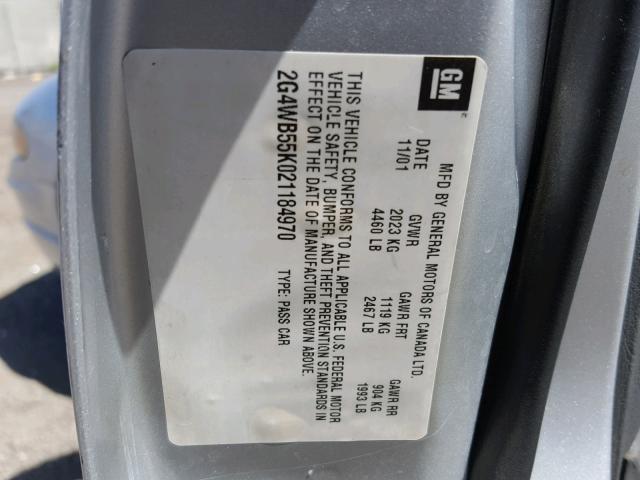 GM
MFD BY GENERAL MOTORS OF CANADA LTD.
DATE GVWR GAWR FRT GAWR RR
11/01 2023 KG 1119 KG 904 KG
4460 LB 2467 LB 1993 LB
THIS VEHICLE CONFORMS TO ALL APPLICABLE U.S. FEDERAL MOTOR
VEHICLE SAFETY, BUMPER, AND THEFT PREVENTION STANDARDS IN
EFFECT ON THE DATE OF MANUFACTURE SHOWN ABOVE.
2G4WB55K021184970 TYPE: PASS CAR